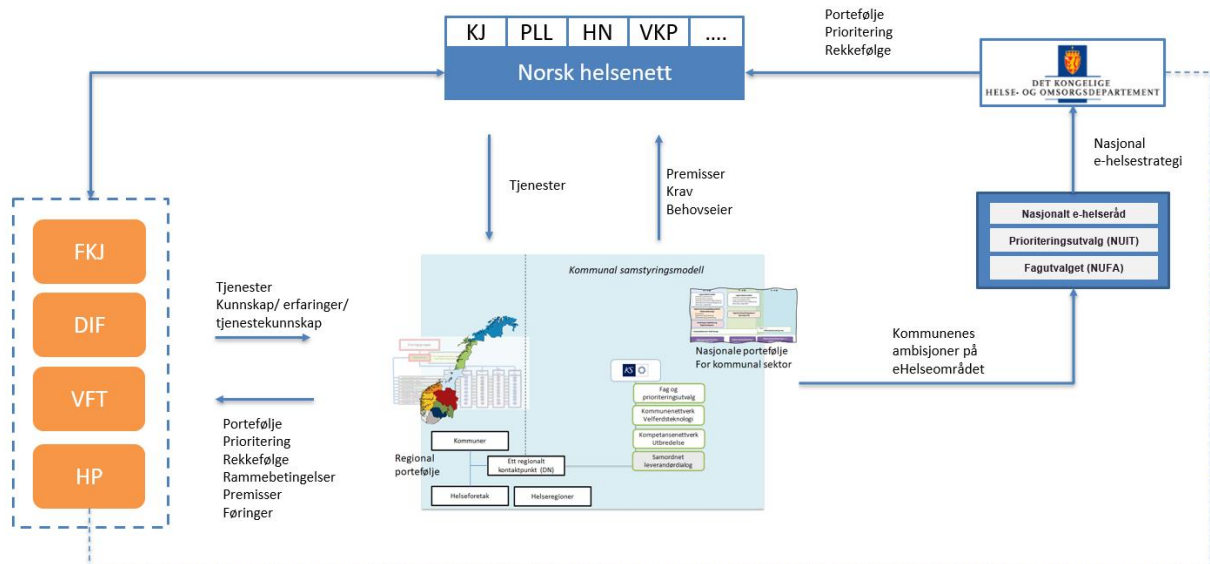 KJ PLL HN VKP ....
Norsk helsenett
Portefølje
Prioritering
Rekkefølge
DET KONGELIGE
HELSE- OG OMSORGSDEPARTEMENT
Nasjonal
e-helsestrategi
Nasjonalt e-helseråd
Prioriteringsutvalg (NUIT)
Fagutvalget (NUFA)
Tjenester
Premisser
Krav
Behovseier
FKJ
DIF
VFT
HP
Tjenester
Kunnskap/ erfaringer/
tjenestekunnskap
Portefølje
Prioritering
Rekkefølge
Rammebetingelser
Premisser
Føringer
Kommunal samstyringsmodell
Nasjonale portefølje
For kommunal sektor
KS
Fag og
prioriteringsutvalg
Kommunenettverk
Velferdsteknologi
Kompetansenettverk
Utbredelse
Samordnet
leverandørdialog
Regional
portefølje
Kommuner
Ett regionalt
kontaktpunkt (DN)
Helseforetak
Helseregioner
Kommunenes
ambisjoner på
eHelseområdet